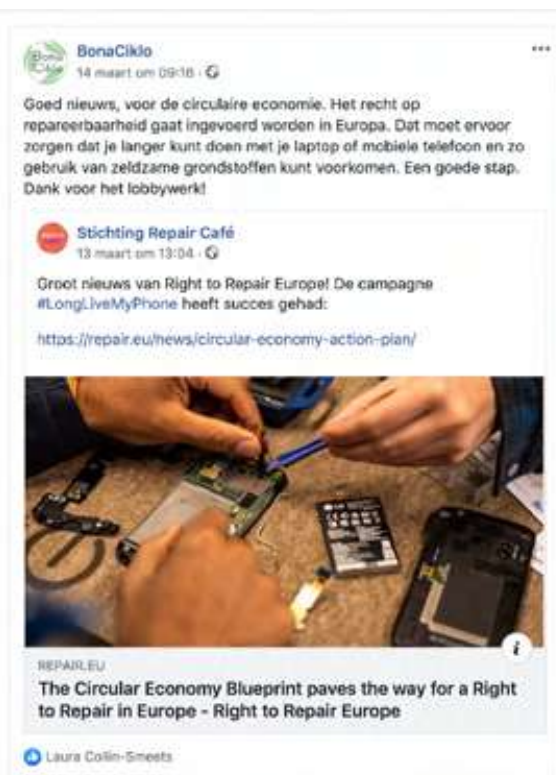 BonaCiklo
14 maart om 09:16 ·
Goed nieuws, voor de circulaire economie. Het recht op
repareerbaarheid gaat ingevoerd worden in Europa. Dat moet ervoor
zorgen dat je langer kunt doen met je laptop of mobiele telefoon en zo
gebruik van zeldzame grondstoffen kunt voorkomen. Een goede stap.
Dank voor het lobbywerk!
Stichting Repair Café
13 maart om 13:04 ·
Groot nieuws van Right to Repair Europe! De campagne
#LongLiveMyPhone heeft succes gehad:
https://repair.eu/news/circular-economy-action-plan/
REPAIR.EU
The Circular Economy Blueprint paves the way for a Right
to Repair in Europe - Right to Repair Europe
Laura Collin-Smeets